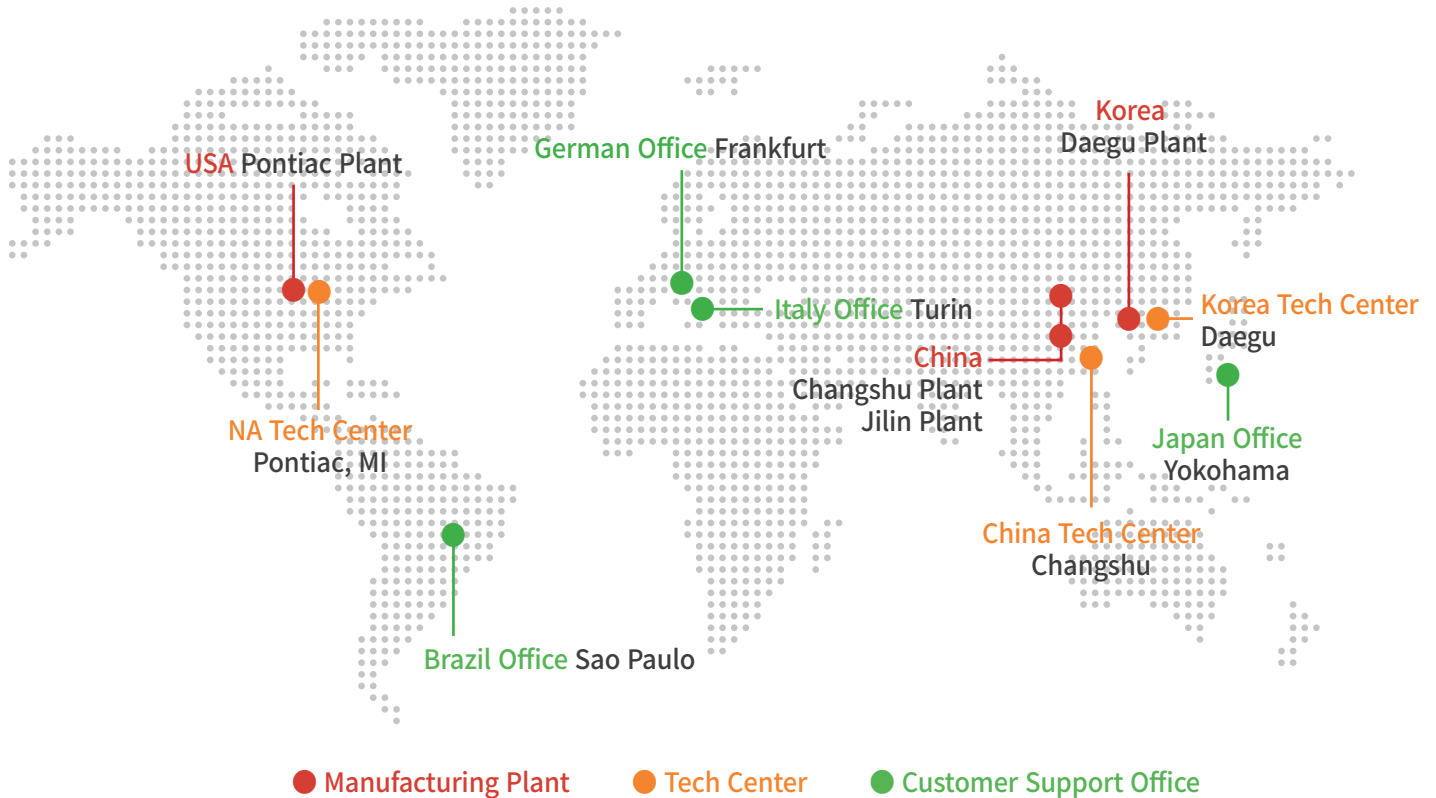 Korea
Daegu Plant
German Office Frankfurt
USA Pontiac Plant
Korea Tech Center
Daegu
Italy Office Turin
China
Changshu Plant
Jilin Plant
NA Tech Center
Pontiac, MI
Japan Office
Yokohama
China Tech Center
Changshu
Brazil Office Sao Paulo
Manufacturing Plant
Tech Center
Customer Support Office